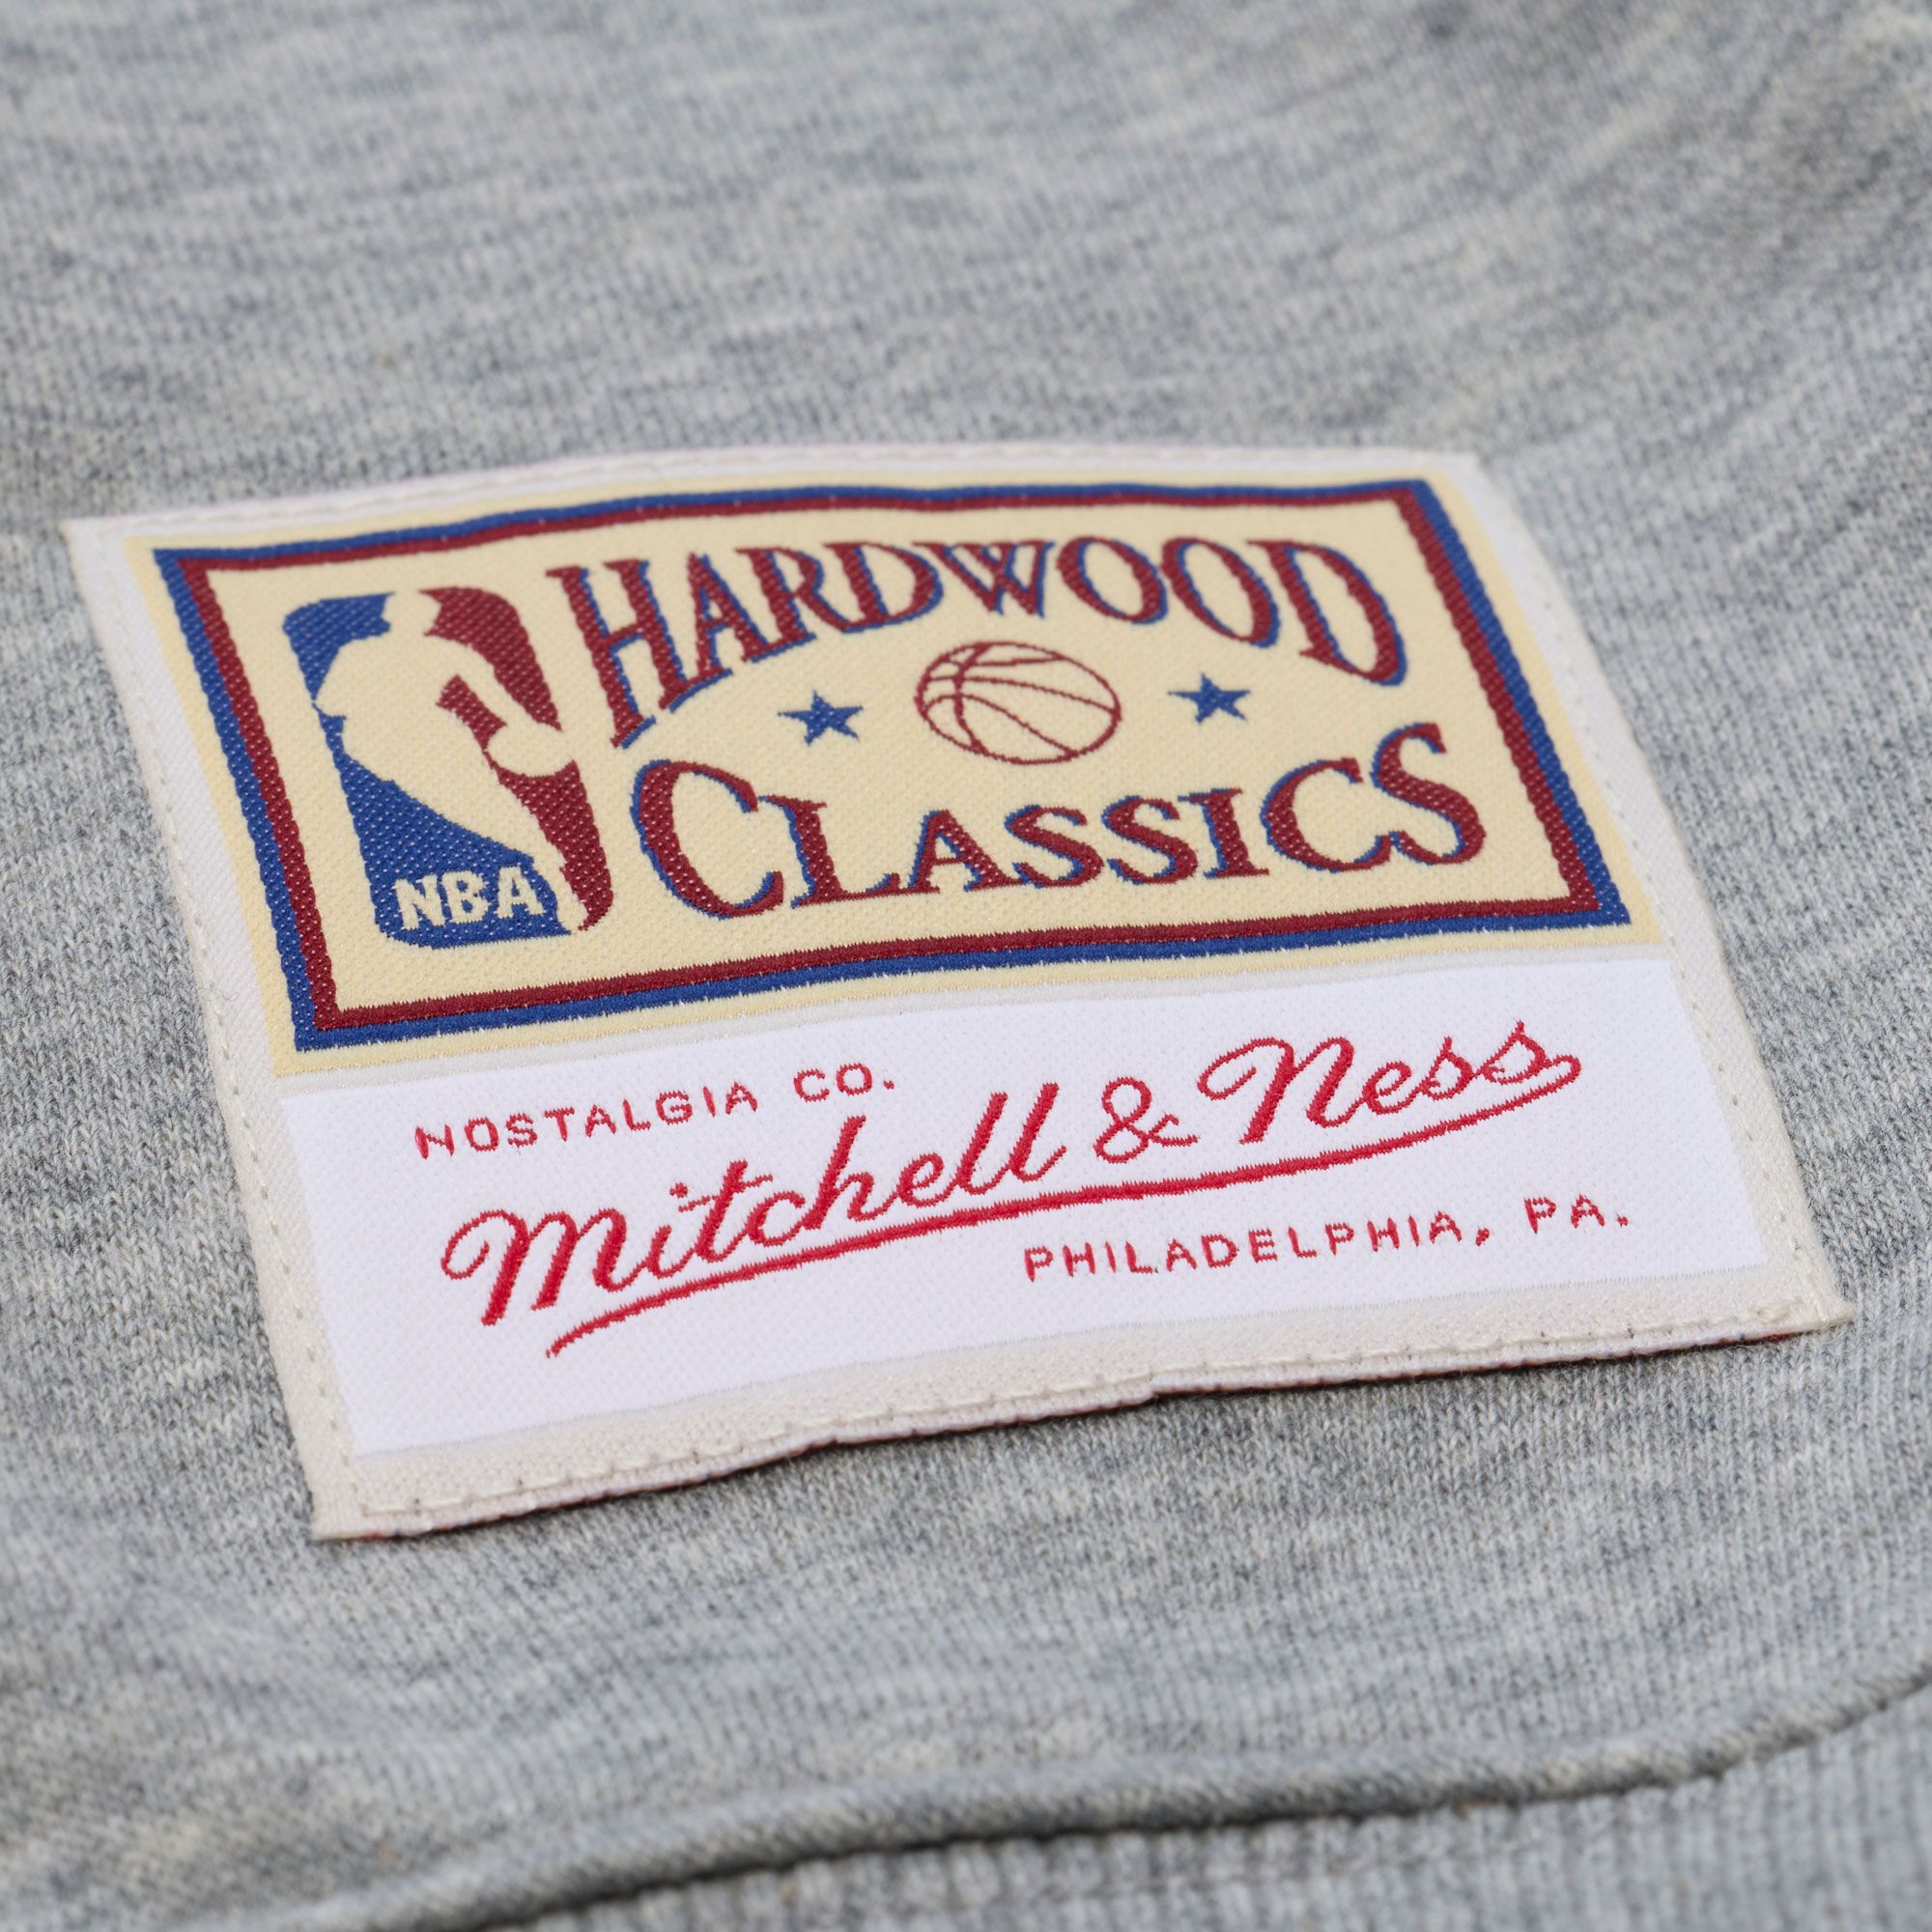 HARDWOOD
CLASSICS
NBA
NOSTALGIA CO.
Mitchell & Ness
PHILADELPHIA, PA.